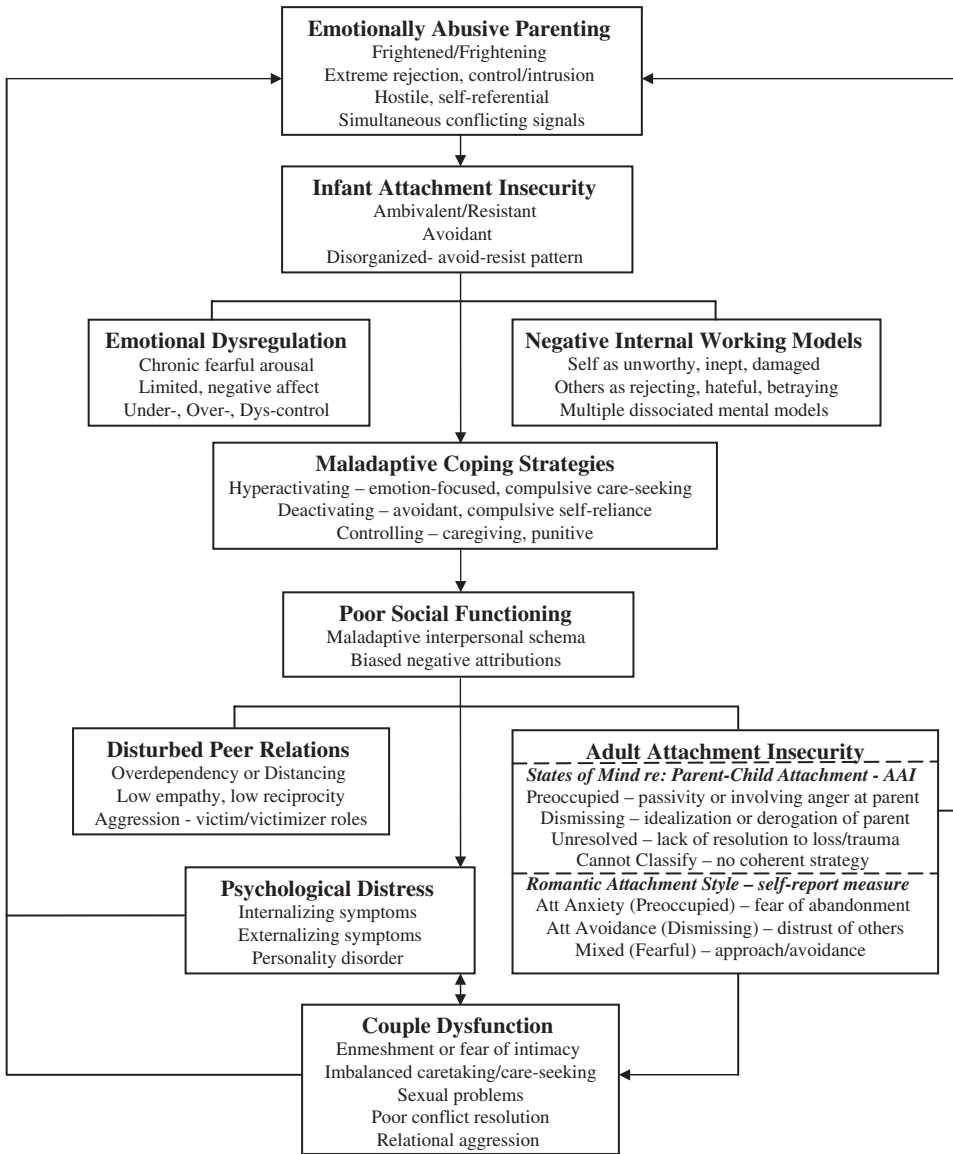 Emotionally Abusive Parenting
Frightened/Frightening
Extreme rejection, control/intrusion
Hostile, self-referential
Simultaneous conflicting signals
Infant Attachment Insecurity
Ambivalent/Resistant
Avoidant
Disorganized- avoid-resist pattern
Emotional Dysregulation
Chronic fearful arousal
Limited, negative affect
Under-, Over-, Dys-control
Negative Internal Working Models
Self as unworthy, inept, damaged
Others as rejecting, hateful, betraying
Multiple dissociated mental models
Maladaptive Coping Strategies
Hyperactivating – emotion-focused, compulsive care-seeking
Deactivating – avoidant, compulsive self-reliance
Controlling – caregiving, punitive
Poor Social Functioning
Maladaptive interpersonal schema
Biased negative attributions
Disturbed Peer Relations
Overdependency or Distancing
Low empathy, low reciprocity
Aggression - victim/victimizer roles
Adult Attachment Insecurity
States of Mind re: Parent-Child Attachment - AAI
Preoccupied – passivity or involving anger at parent
Dismissing – idealization or derogation of parent
Unresolved – lack of resolution to loss/trauma
Cannot Classify – no coherent strategy
Romantic Attachment Style – self-report measure
Att Anxiety (Preoccupied) – fear of abandonment
Att Avoidance (Dismissing) – distrust of others
Mixed (Fearful) – approach/avoidance
Psychological Distress
Internalizing symptoms
Externalizing symptoms
Personality disorder
Couple Dysfunction
Enmeshment or fear of intimacy
Imbalanced caretaking/care-seeking
Sexual problems
Poor conflict resolution
Relational aggression